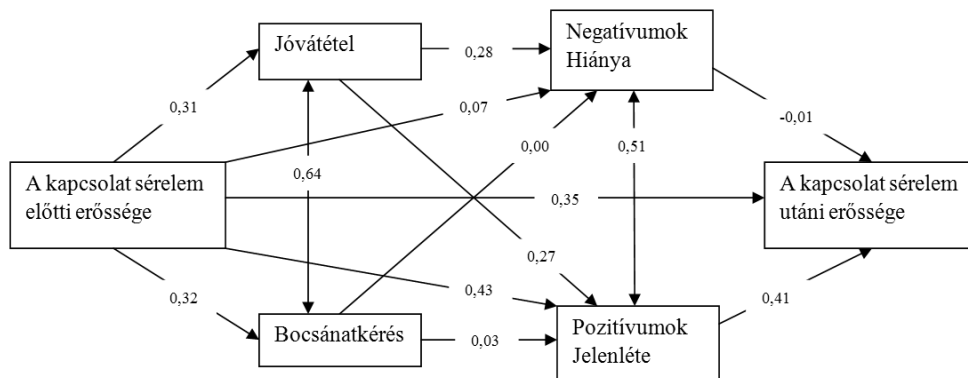 Jóvátétel
0,28
Negatívumok
Hiánya
0,31
0,07
-0,01
0,00
0,51
0,64
A kapcsolat sérelem
előtti erőssége
0,35
A kapcsolat sérelem
utáni erőssége
0,27
0,32
0,43
0,41
Bocsánatkérés
0,03
Pozitívumok
Jelenléte